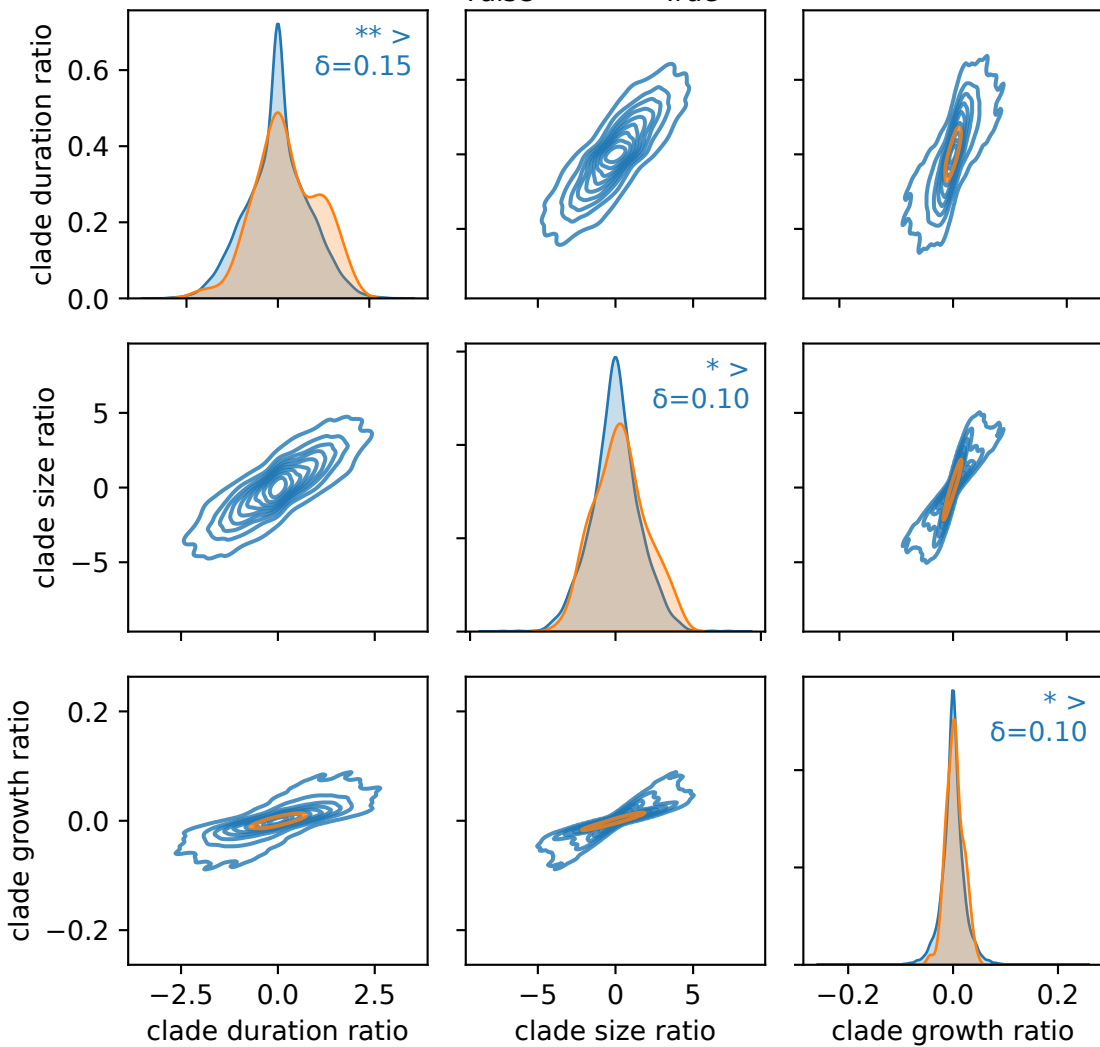 clade duration ratio
0.6
0.4
0.2
0.0
** >
δ=0.15
clade size ratio
5
0
−5
* >
δ=0.10
clade growth ratio
0.2
0.0
−0.2
* >
δ=0.10
−2.5 0.0 2.5
−5 0 5
−0.2 0.0 0.2
clade duration ratio
clade size ratio
clade growth ratio